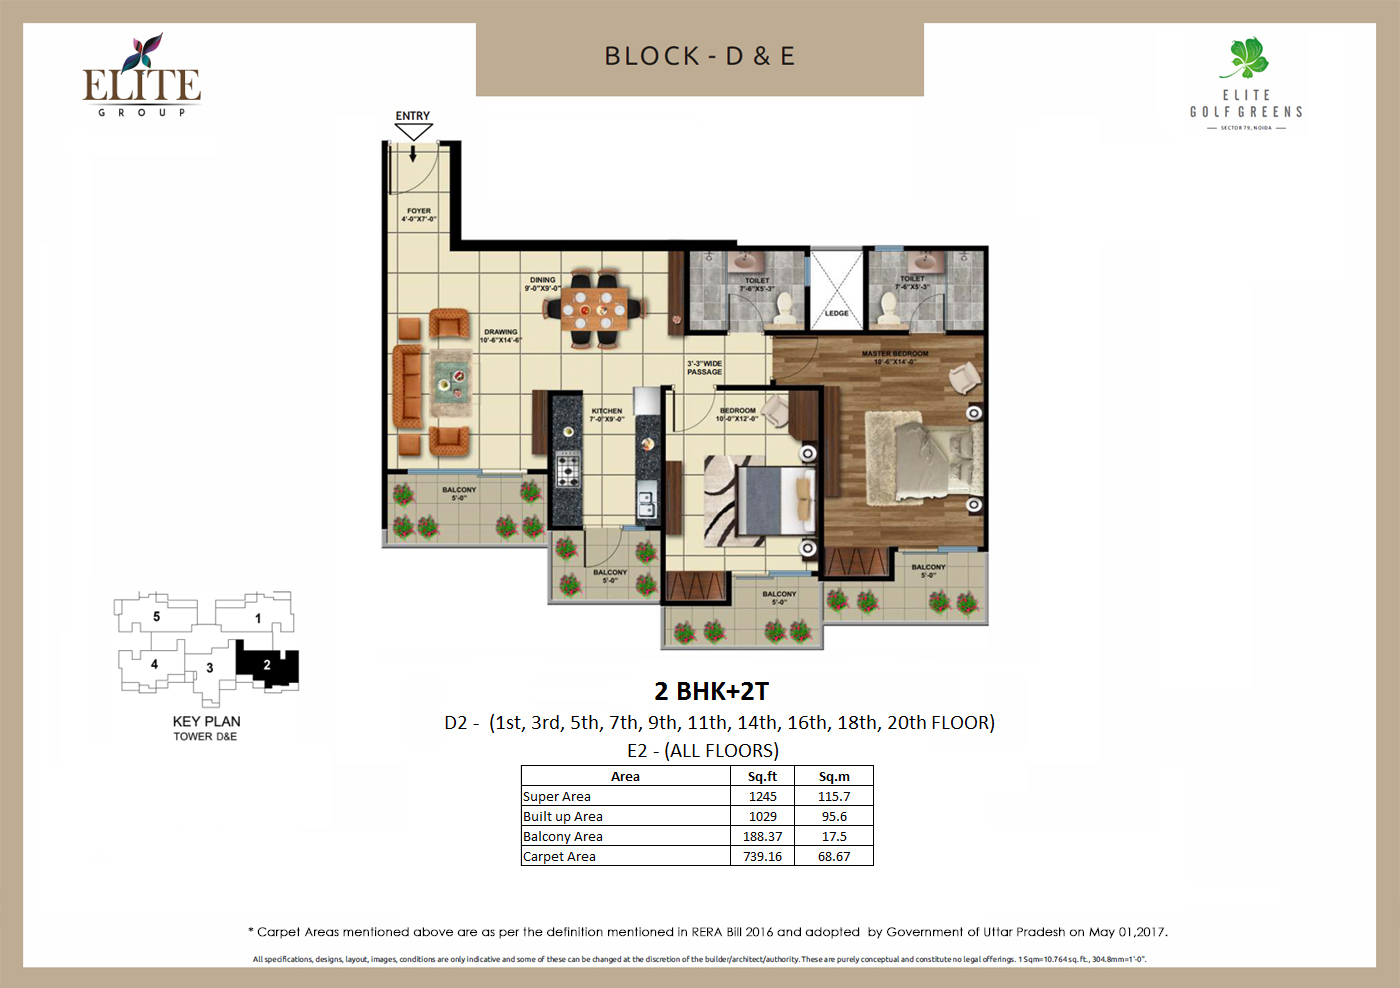 BLOCK - D & E
ELITE
GROUP
ELITE
GOLF GREENS
SECTOR 79, NOIDA
ENTRY
FOYER
4'-0"X7'-0"
DINING
9'-0"X9'-0"
DRAWING
10'-6"X14'-6"
TOILET
7'-6"X5'-3"
LEDGE
TOILET
7'-6"X5'-3"
3'-3"WIDE
PASSAGE
MASTER BEDROOM
10'-6"X14'-0"
KITCHEN
7'-0"X9'-0"
BEDROOM
10'-0"X12'-0"
BALCONY
5'-0"
BALCONY
5'-0"
BALCONY
5'-0"
BALCONY
5'-0"
5
1
4
3
2
KEY PLAN
TOWER D&E
2 BHK+2T
D2 - (1st, 3rd, 5th, 7th, 9th, 11th, 14th, 16th, 18th, 20th FLOOR)
E2 - (ALL FLOORS)
Area Sq.ft Sq.m
Super Area 1245 115.7
Built up Area 1029 95.6
Balcony Area 188.37 17.5
Carpet Area 739.16 68.67
* Carpet Areas mentioned above are as per the definition mentioned in RERA Bill 2016 and adopted by Government of Uttar Pradesh on May 01,2017.
All specifications, designs, layout, images, conditions are only indicative and some of these can be changed at the discretion of the builder/architect/authority. These are purely conceptual and constitute no legal offerings. 1 Sqm=10.764 sq. ft., 304.8mm=1'-0".